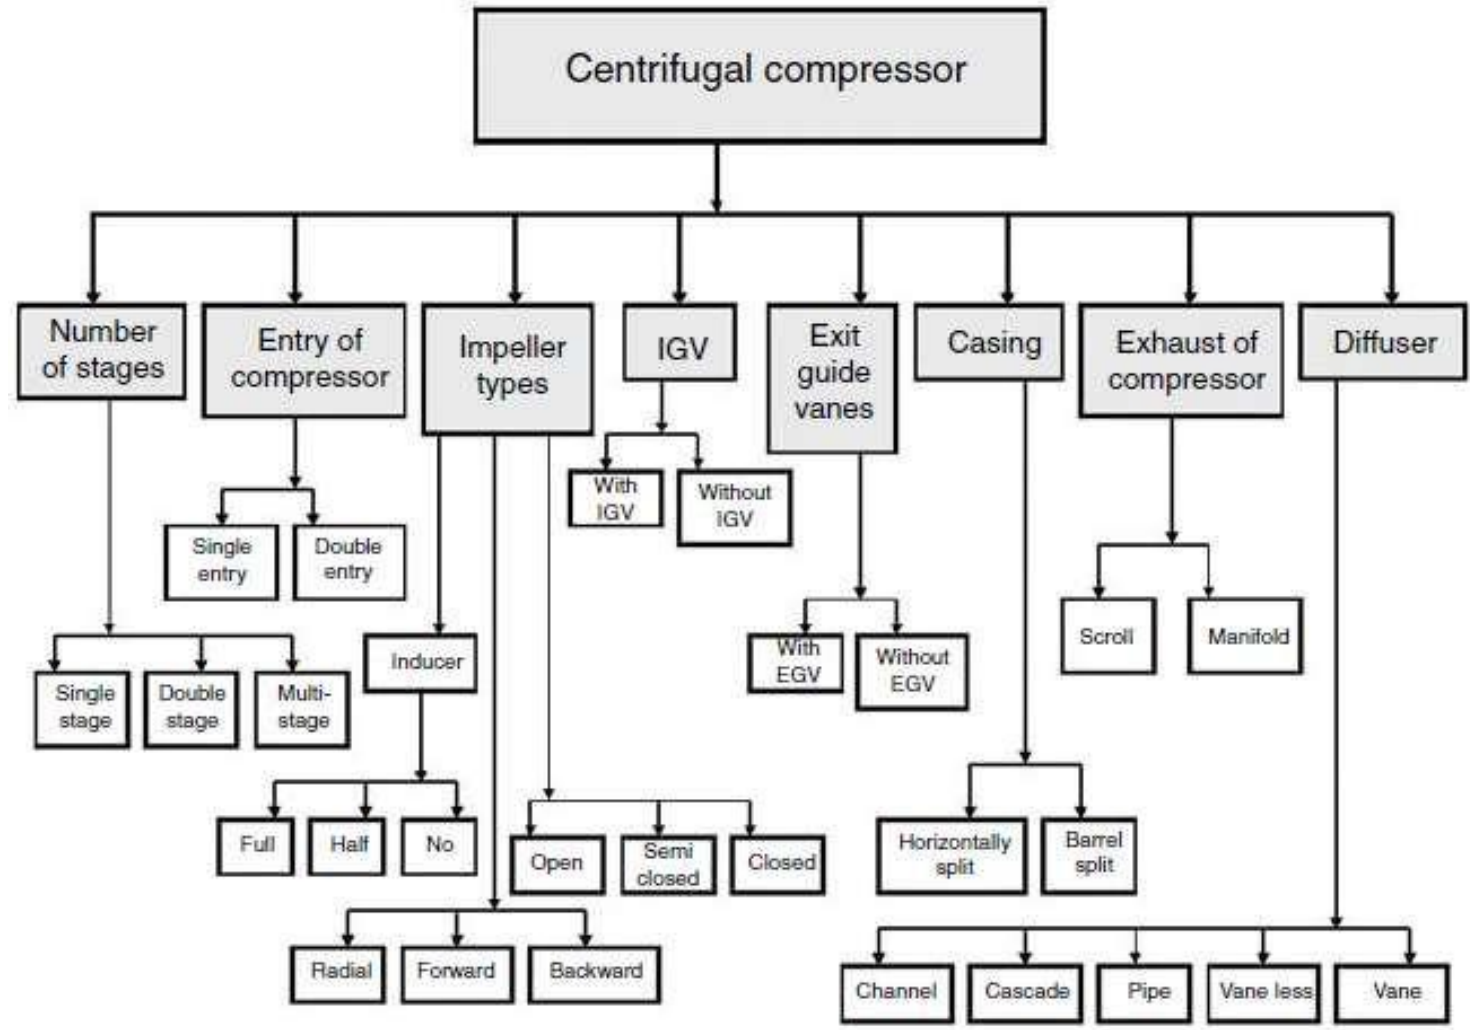 Centrifugal compressor
Number
of stages
Entry of
compressor
Impeller
types
IGV
Exit
guide
vanes
Casing
Exhaust of
compressor
Diffuser
With
IGV
Without
IGV
Single
entry
Double
entry
With
EGV
Without
EGV
Scroll
Manifold
Inducer
Single
stage
Double
stage
Multi-
stage
Full
Half
No
Open
Semi
closed
Closed
Horizontally
split
Barrel
split
Radial
Forward
Backward
Channel
Cascade
Pipe
Vane less
Vane